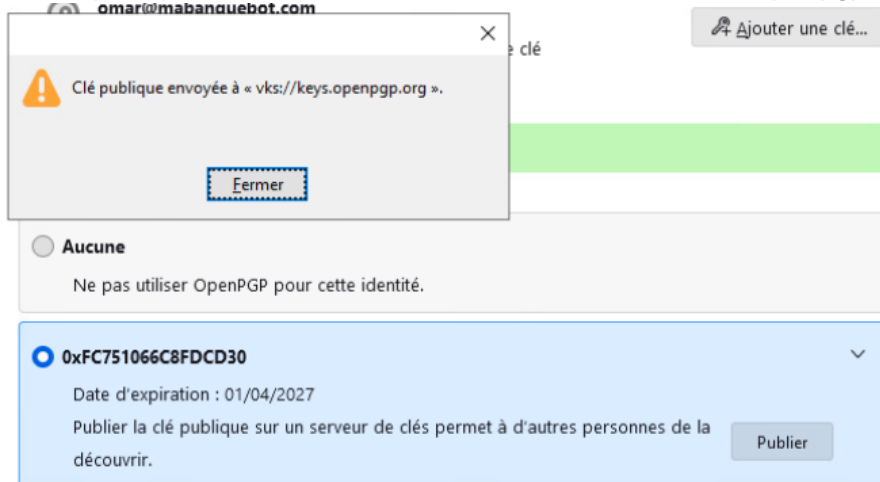 omar@mabanquebot.com
Ajouter une clé...
clé
Clé publique envoyée à « vks://keys.openpgp.org ».
Fermer
Aucune
Ne pas utiliser OpenPGP pour cette identité.
0xFC751066C8FDCD30
Date d'expiration : 01/04/2027
Publier la clé publique sur un serveur de clés permet à d'autres personnes de la
découvrir.
Publier